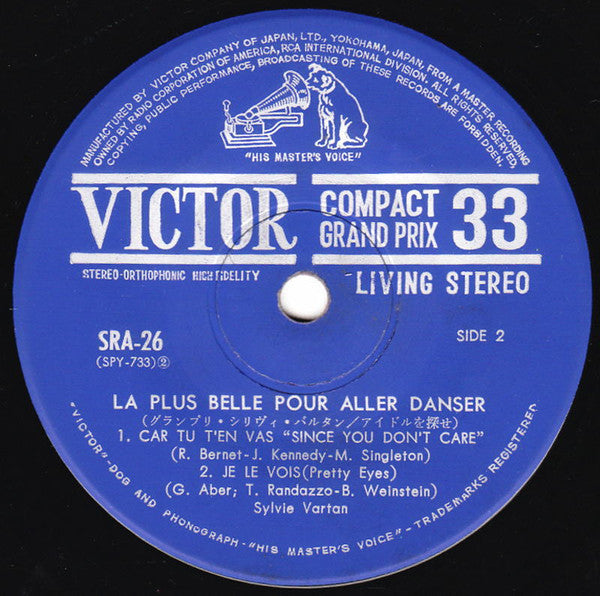 MANUFACTURED BY VICTOR COMPANY OF JAPAN, LTD., YOKOHAMA, JAPAN, FROM A MASTER RECORDING
OWNED BY RADIO CORPORATION OF AMERICA, RCA INTERNATIONAL DIVISION. ALL RIGHTS RESERVED.
COPYING, PUBLIC PERFORMANCE, BROADCASTING OF THESE RECORDS ARE FORBIDDEN.
"HIS MASTER'S VOICE"
VICTOR COMPACT GRAND PRIX 33
STEREO-ORTHOPHONIC HIGH FIDELITY
LIVING STEREO
SRA-26
(SPY-733)②
SIDE 2
LA PLUS BELLE POUR ALLER DANSER
(グランプリ・シリヴィ・バルタン/アイドルを探せ)
1. CAR TU T'EN VAS "SINCE YOU DON'T CARE"
(R. Bernet-J. Kennedy-M. Singleton)
2. JE LE VOIS(Pretty Eyes)
(G. Aber; T. Randazzo-B. Weinstein)
Sylvie Vartan
"VICTOR"-DOG AND PHONOGRAPH-"HIS MASTER'S VOICE"-TRADEMARKS REGISTERED